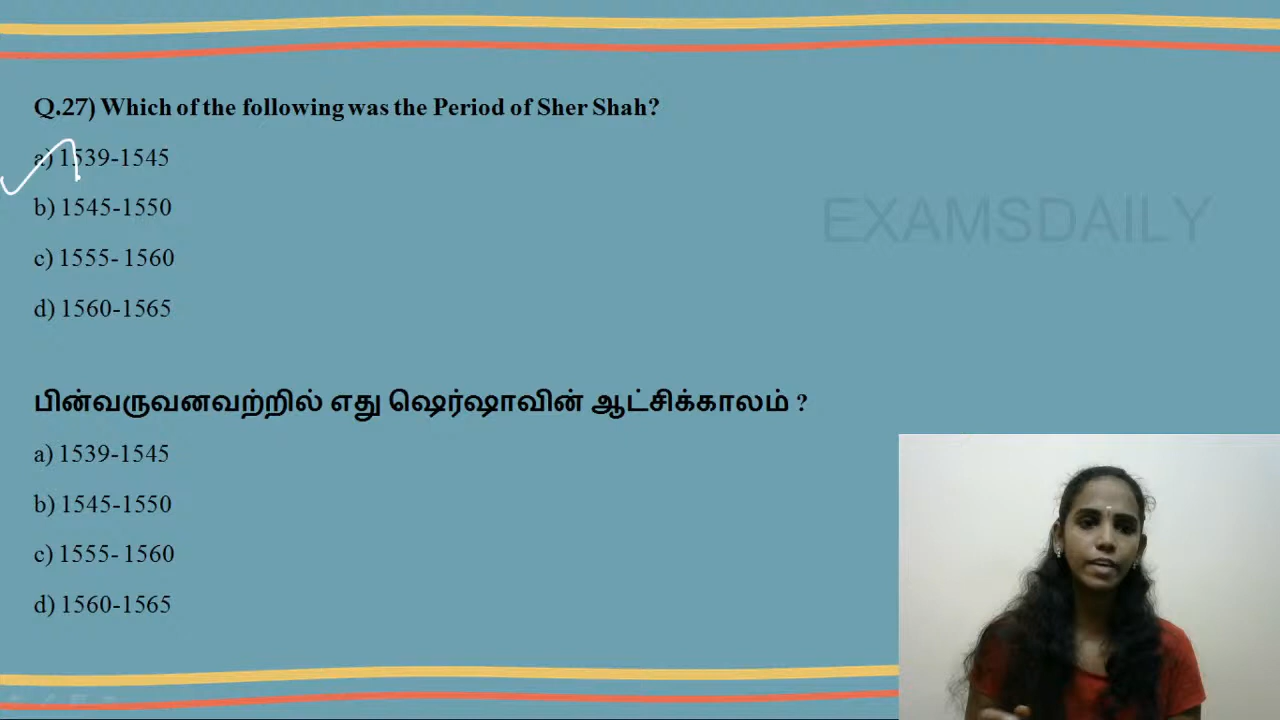 Q.27) Which of the following was the Period of Sher Shah?
a) 1539-1545
b) 1545-1550
EXAMSDAILY
c) 1555- 1560
d) 1560-1565
பின்வருவனவற்றில் எது ஷெர்ஷாவின் ஆட்சிக்காலம் ?
a) 1539-1545
b) 1545-1550
c) 1555- 1560
d) 1560-1565